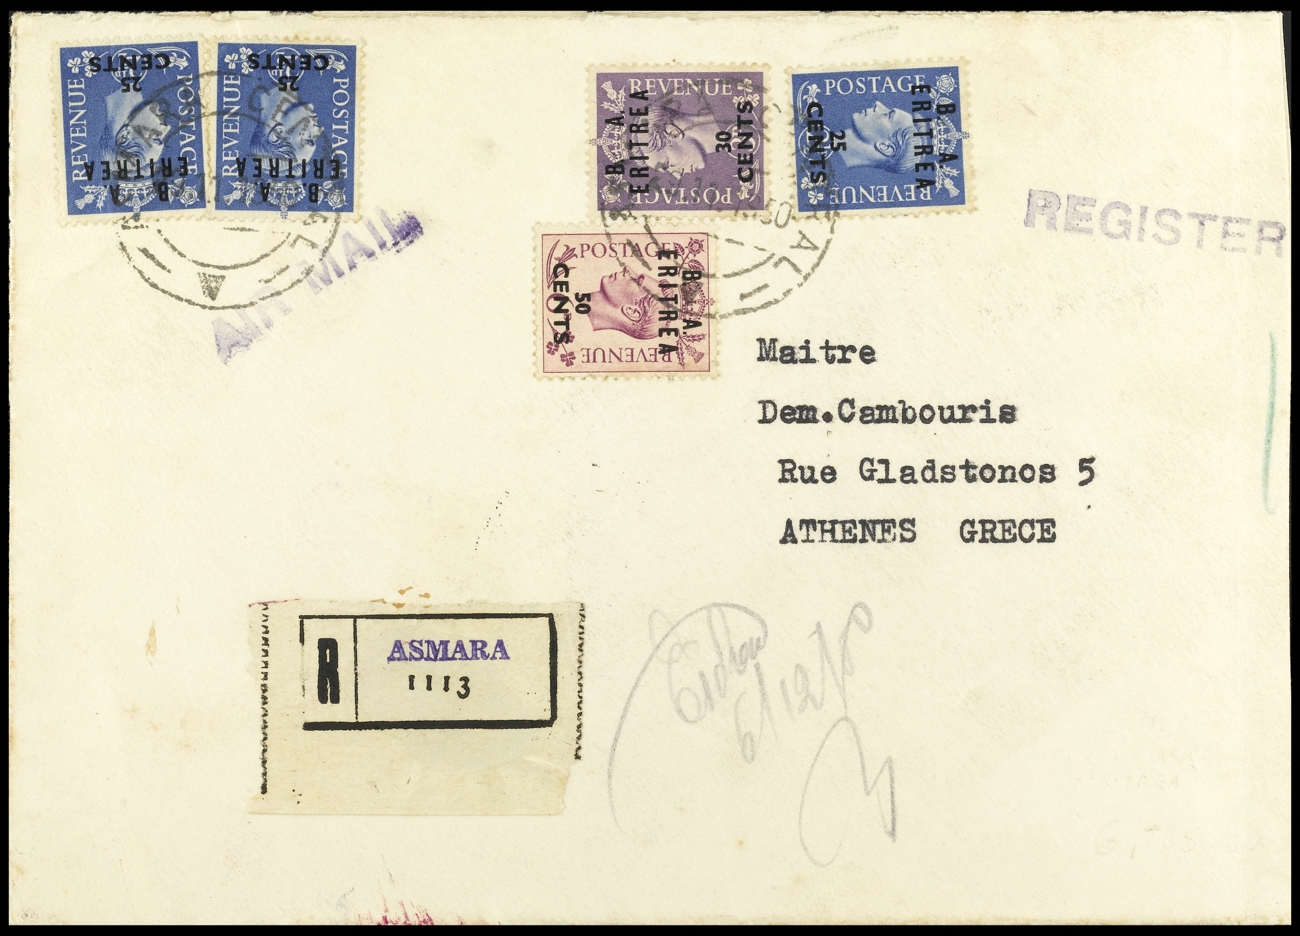 25
CENTS
REVENUE
POSTAGE
B.A.
ERITREA
25
CENTS
REVENUE
POSTAGE
B.A.
ERITREA
REVENUE
POSTAGE
B.A.
ERITREA
30
CENTS
POSTAGE
REVENUE
B.A.
ERITREA
25
CENTS
POSTAGE
REVENUE
B.A.
ERITREA
50
CENTS
AIR MAIL
REGISTER
Maitre
Dem.Cambouris
Rue Gladstonos 5
ATHENES GRECE
R
ASMARA
1113